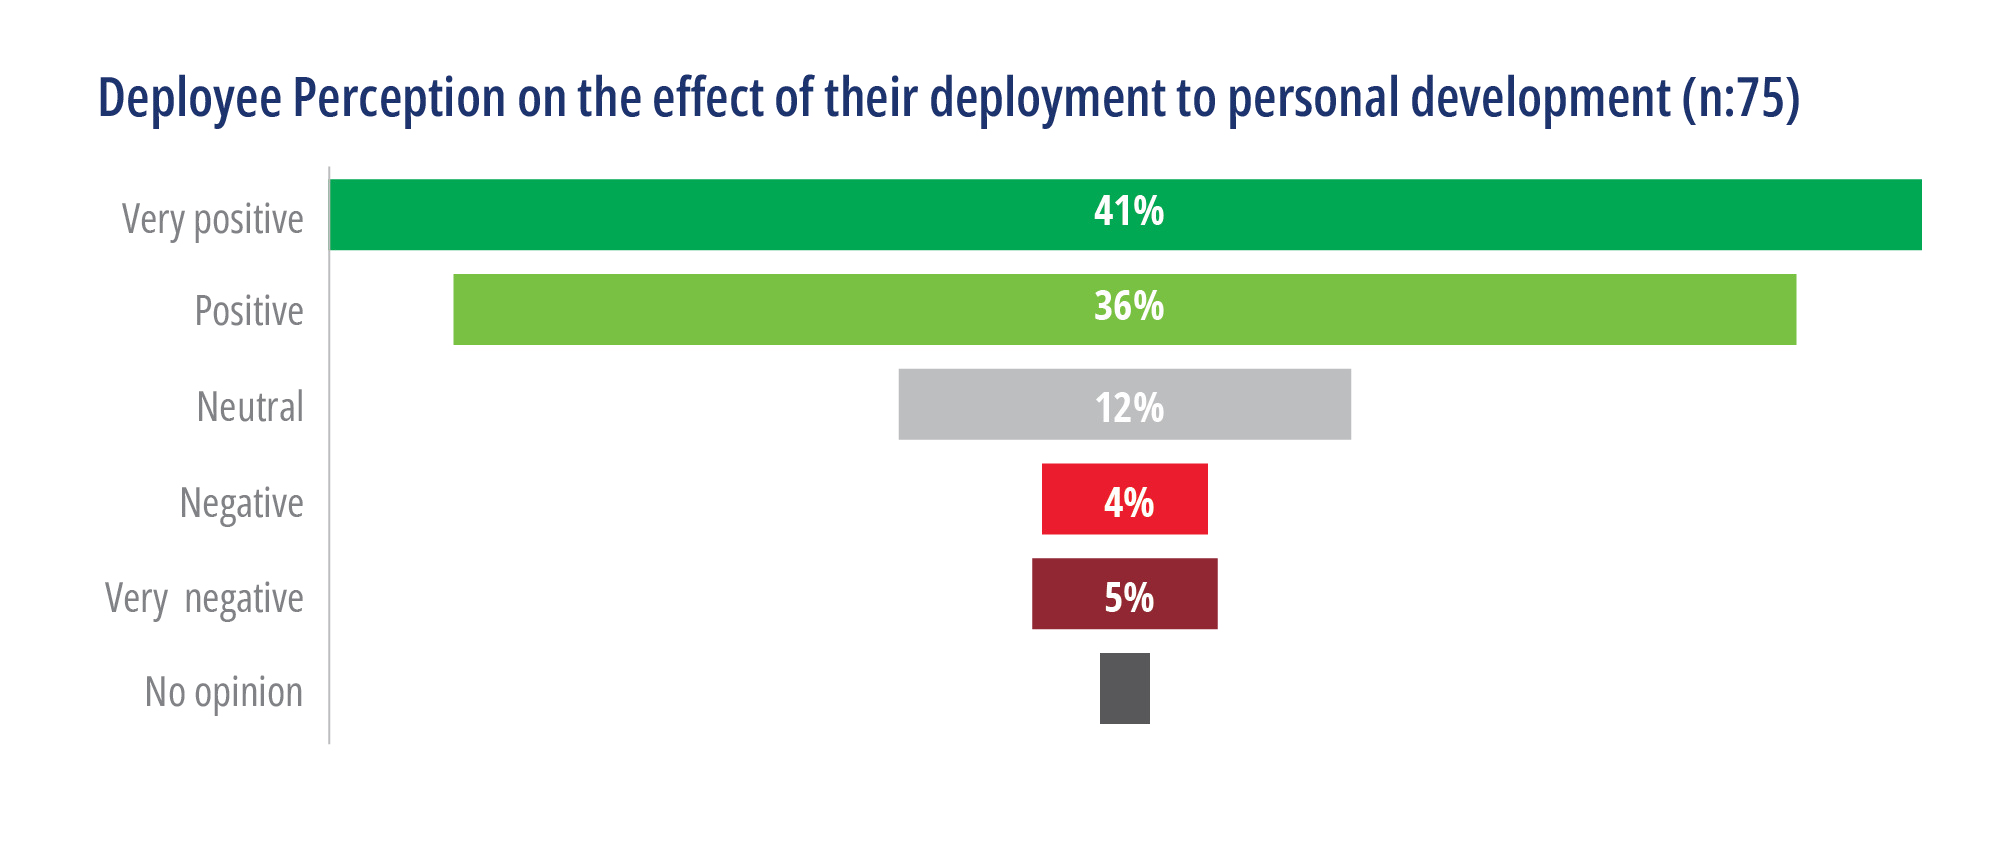 Deployee Perception on the effect of their deployment to personal development (n:75)
Very positive 41%
Positive 36%
Neutral 12%
Negative 4%
Very negative 5%
No opinion